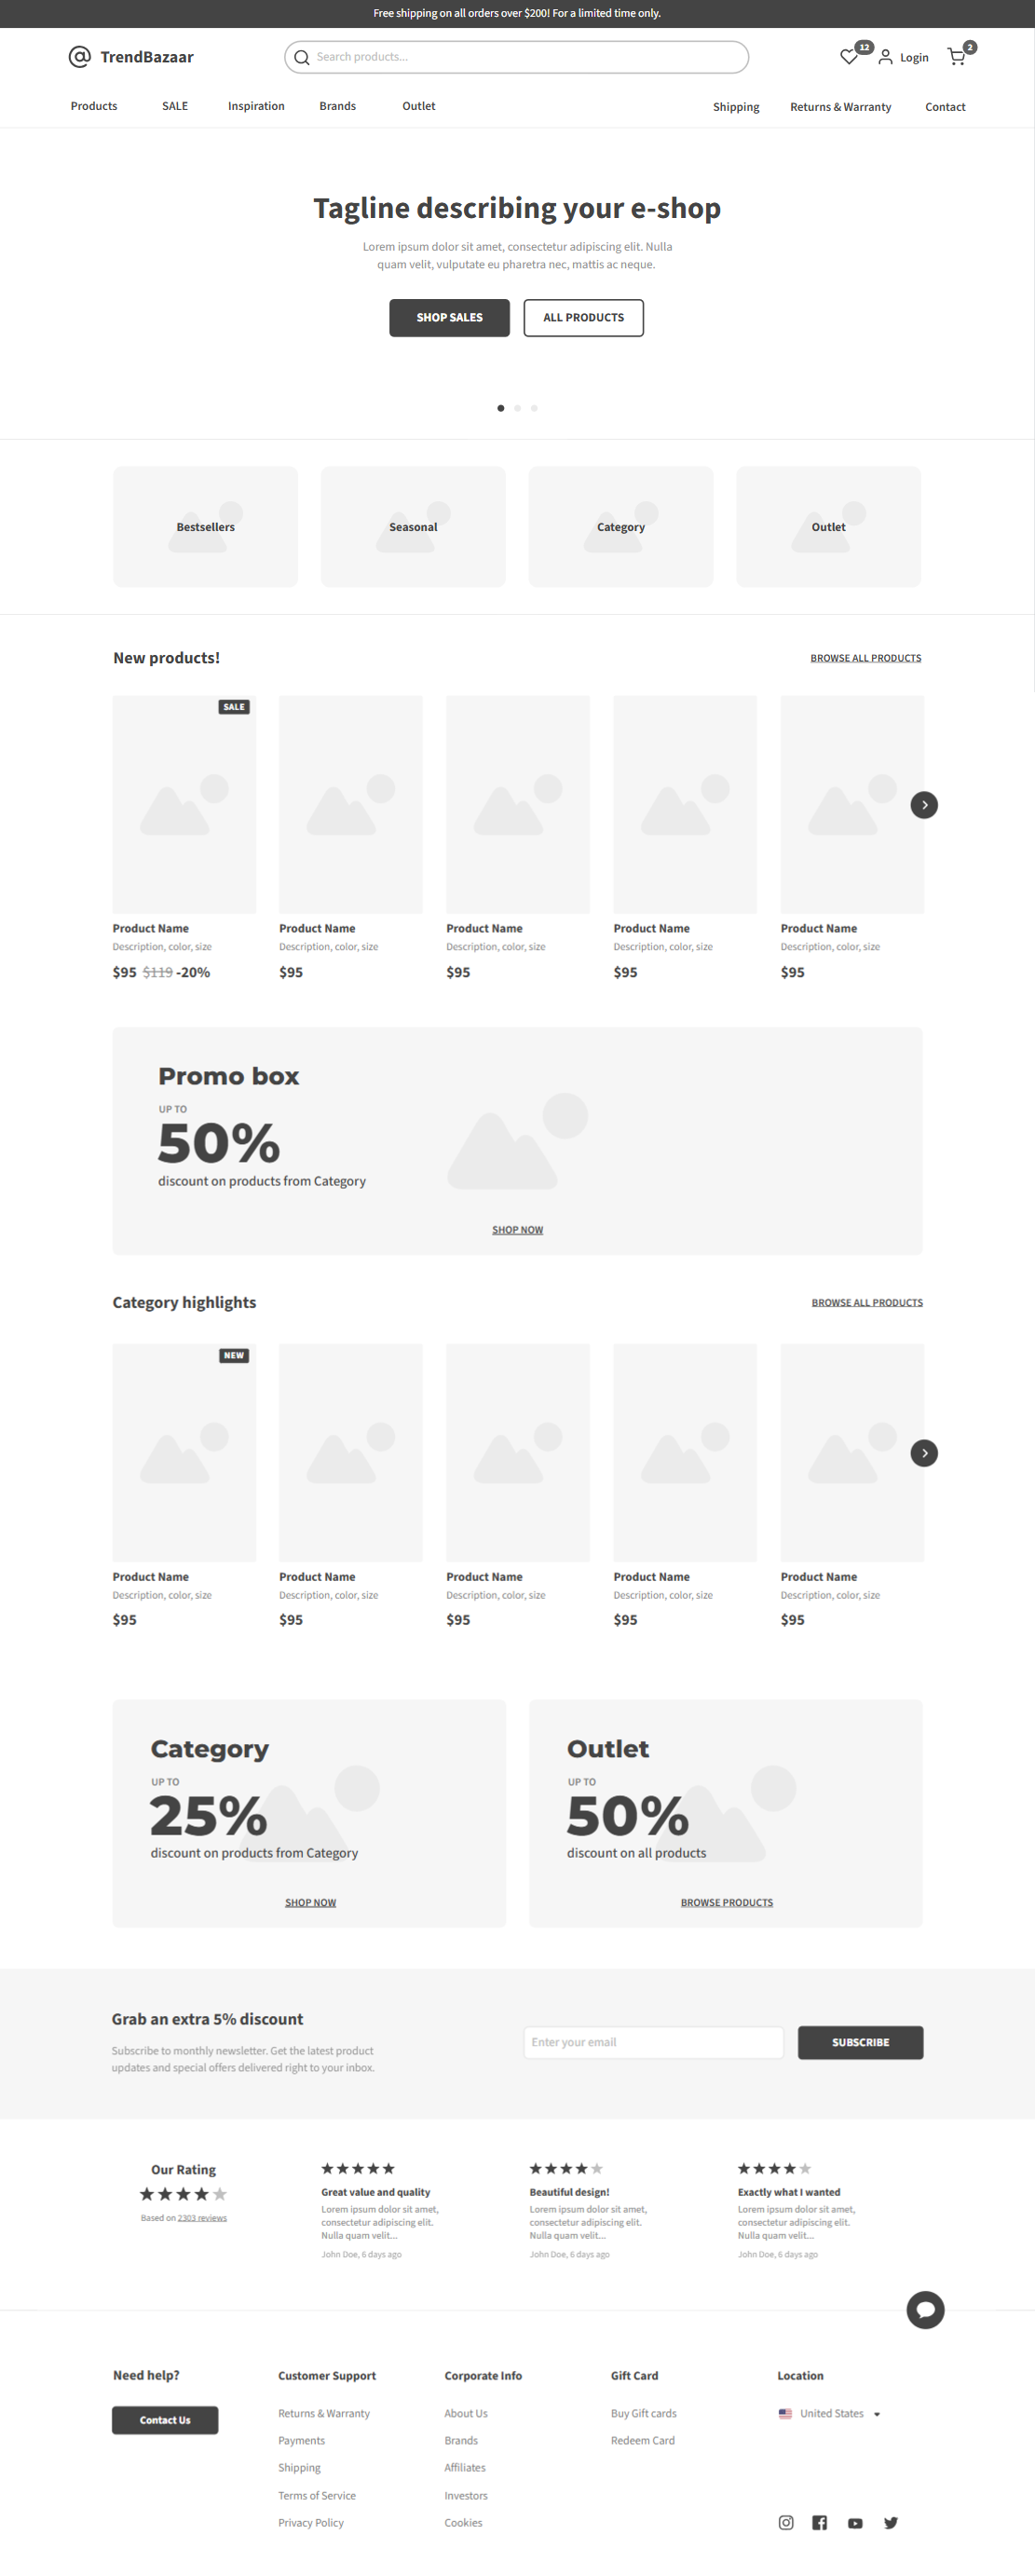 Free shipping on all orders over $200! For a limited time only.
TrendBazaar
Search products...
12
Login
2
Products
SALE
Inspiration
Brands
Outlet
Shipping
Returns & Warranty
Contact
Tagline describing your e-shop
Lorem ipsum dolor sit amet, consectetur adipiscing elit. Nulla
quam velit, vulputate eu pharetra nec, mattis ac neque.
SHOP SALES
ALL PRODUCTS
Bestsellers
Seasonal
Category
Outlet
New products!
BROWSE ALL PRODUCTS
SALE
Product Name
Description, color, size
$95 $119 -20%
Product Name
Description, color, size
$95
Product Name
Description, color, size
$95
Product Name
Description, color, size
$95
Product Name
Description, color, size
$95
Promo box
UP TO
50%
discount on products from Category
SHOP NOW
Category highlights
BROWSE ALL PRODUCTS
NEW
Product Name
Description, color, size
$95
Product Name
Description, color, size
$95
Product Name
Description, color, size
$95
Product Name
Description, color, size
$95
Product Name
Description, color, size
$95
Category
UP TO
25%
discount on products from Category
SHOP NOW
Outlet
UP TO
50%
discount on all products
BROWSE PRODUCTS
Grab an extra 5% discount
Subscribe to monthly newsletter. Get the latest product
updates and special offers delivered right to your inbox.
Enter your email
SUBSCRIBE
Our Rating
Based on 2303 reviews
Great value and quality
Lorem ipsum dolor sit amet,
consectetur adipiscing elit.
Nulla quam velit...
John Doe, 6 days ago
Beautiful design!
Lorem ipsum dolor sit amet,
consectetur adipiscing elit.
Nulla quam velit...
John Doe, 6 days ago
Exactly what I wanted
Lorem ipsum dolor sit amet,
consectetur adipiscing elit.
Nulla quam velit...
John Doe, 6 days ago
Need help?
Contact Us
Customer Support
Returns & Warranty
Payments
Shipping
Terms of Service
Privacy Policy
Corporate Info
About Us
Brands
Affiliates
Investors
Cookies
Gift Card
Buy Gift cards
Redeem Card
Location
United States